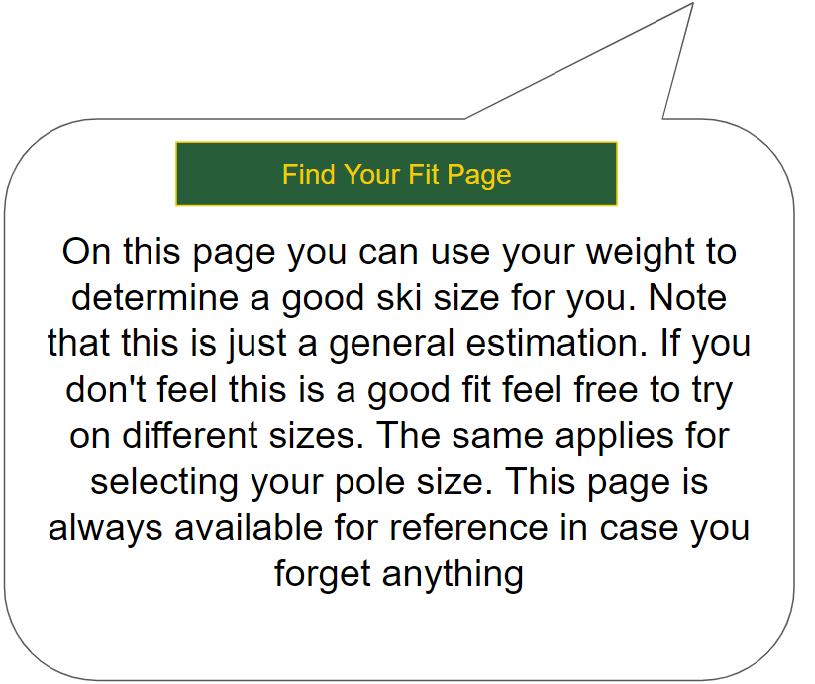 Find Your Fit Page
On this page you can use your weight to
determine a good ski size for you. Note
that this is just a general estimation. If you
don't feel this is a good fit feel free to try
on different sizes. The same applies for
selecting your pole size. This page is
always available for reference in case you
forget anything